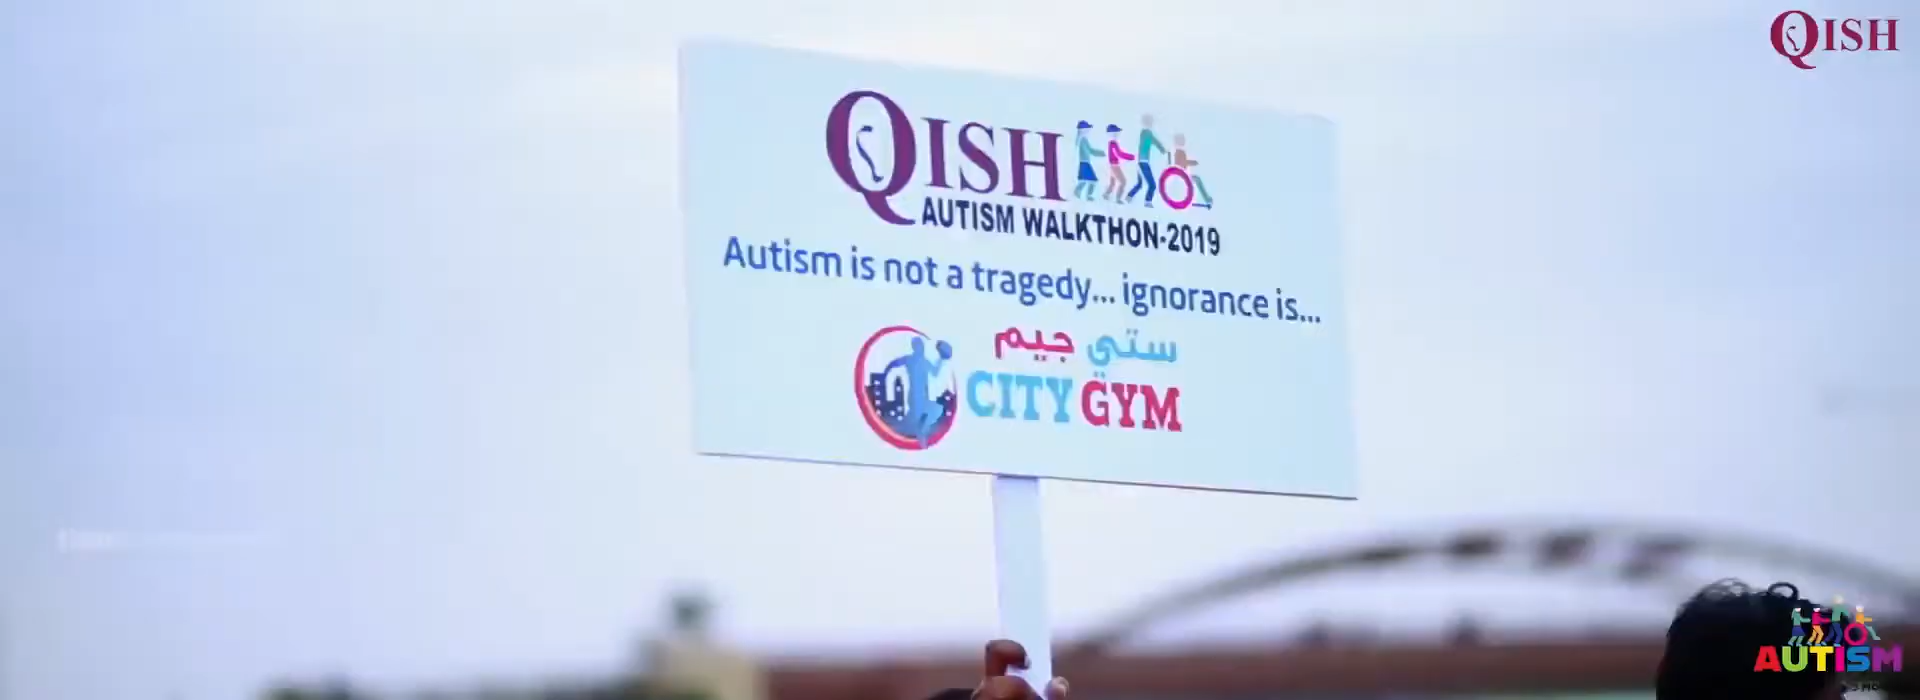 QISH
QISH
AUTISM WALKTHON-2019
Autism is not a tragedy... ignorance is...
ستي جيم
CITY GYM
AUTISM